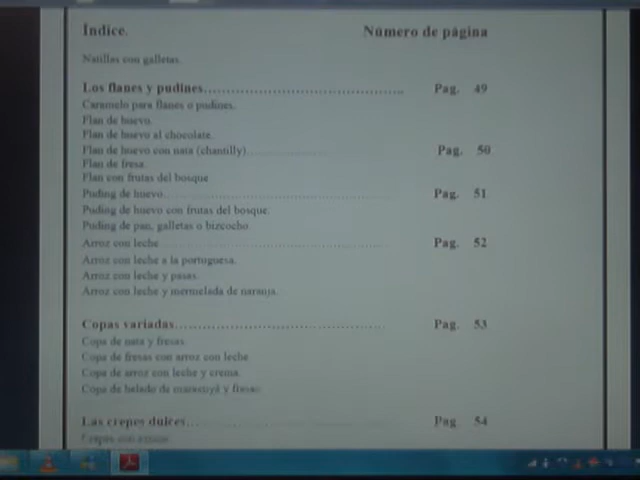 Índice. Número de página
Natillas con galletas.
Los flanes y pudines........................................ Pag. 49
Caramelo para flanes o pudines.
Flan de huevo.
Flan de huevo al chocolate.
Flan de huevo con nata (chantilly)..................... Pag. 50
Flan de fresa.
Flan con frutas del bosque
Puding de huevo............................................... Pag. 51
Puding de huevo con frutas del bosque.
Puding de pan, galletas o bizcocho.
Arroz con leche............................................... Pag. 52
Arroz con leche a la portuguesa.
Arroz con leche y pasas.
Arroz con leche y mermelada de naranja.
Copas variadas........................................... Pag. 53
Copa de nata y fresas
Copa de fresas con arroz con leche
Copa de arroz con leche y crema.
Copa de helado de maracuyá y fresas
Las crepes dulces........................................ Pag. 54
Crepes con